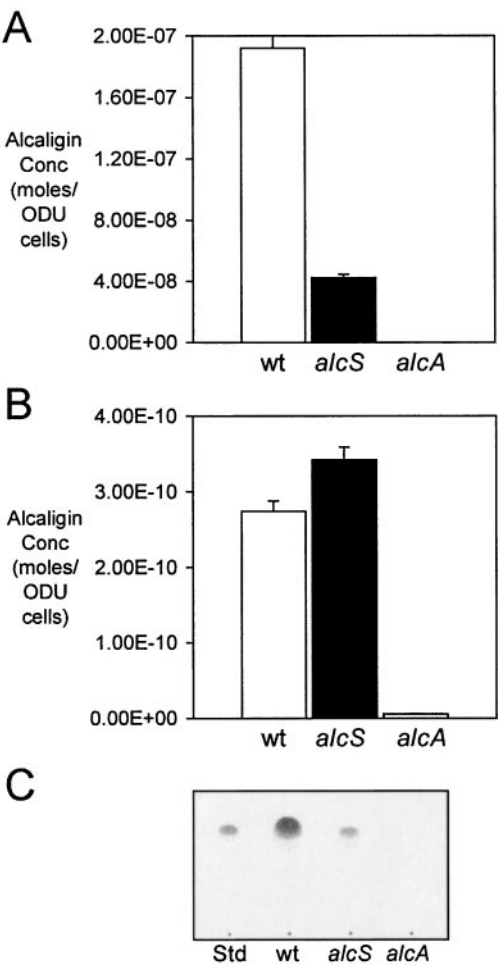 A
2.00E-07
1.60E-07
1.20E-07
8.00E-08
4.00E-08
0.00E+00
Alcaligin
Conc
(moles/
ODU
cells)
wt alcS alcA
B
4.00E-10
3.00E-10
2.00E-10
1.00E-10
0.00E+00
Alcaligin
Conc
(moles/
ODU
cells)
wt alcS alcA
C
Std wt alcS alcA